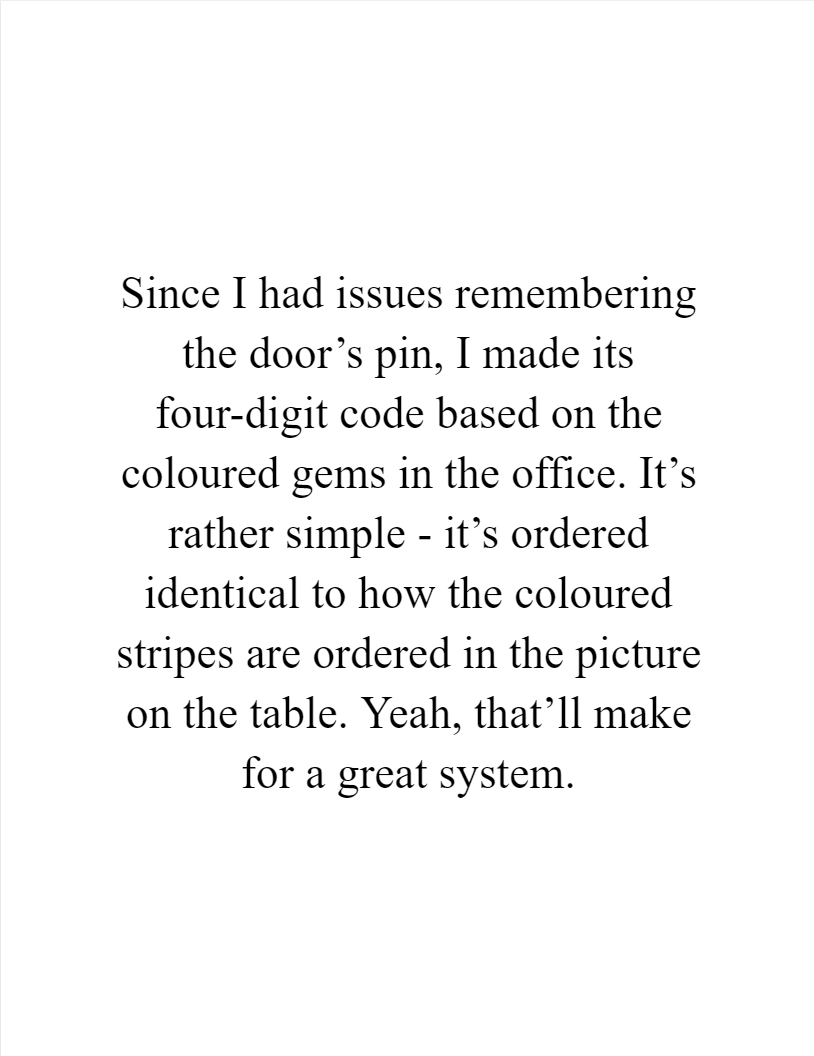 Since I had issues remembering
the door’s pin, I made its
four-digit code based on the
coloured gems in the office. It’s
rather simple - it’s ordered
identical to how the coloured
stripes are ordered in the picture
on the table. Yeah, that’ll make
for a great system.